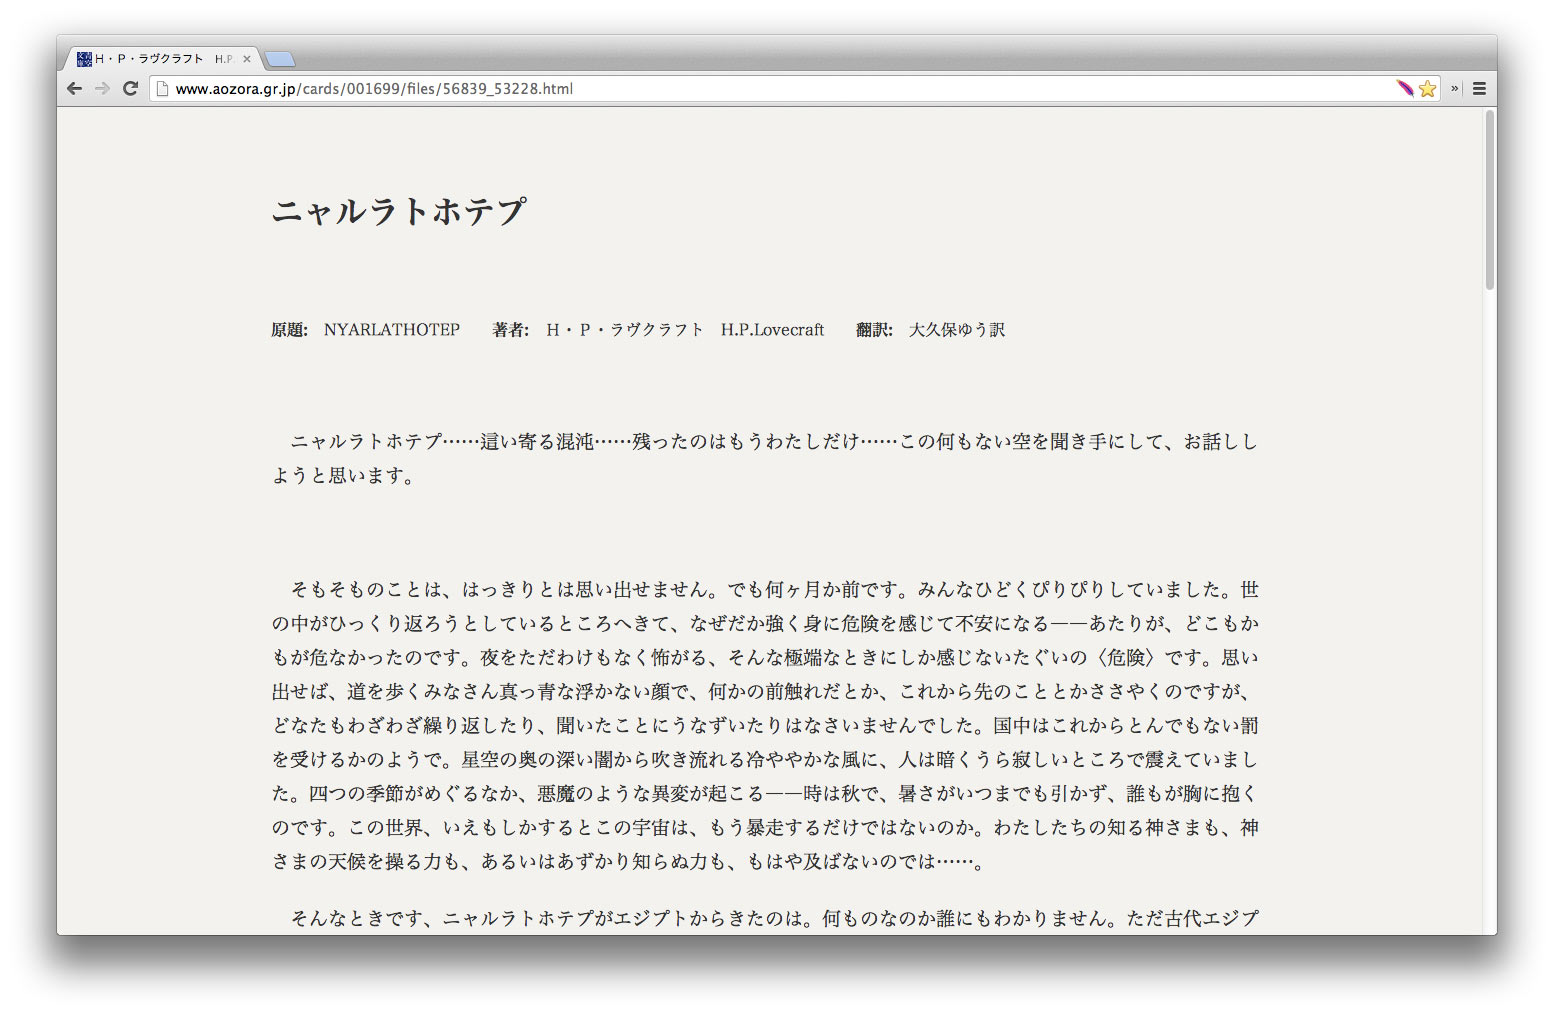 Ｈ・Ｐ・ラヴクラフト　H.P.
www.aozora.gr.jp/cards/001699/files/56839_53228.html
ニャルラトホテプ
原題:　NYARLATHOTEP　　著者:　Ｈ・Ｐ・ラヴクラフト　H.P.Lovecraft　　翻訳:　大久保ゆう訳
　ニャルラトホテプ……這い寄る混沌……残ったのはもうわたしだけ……この何もない空を聞き手にして、お話しし
ようと思います。
　そもそものことは、はっきりとは思い出せません。でも何ヶ月か前です。みんなひどくぴりぴりしていました。世
の中がひっくり返ろうとしているところへきて、なぜだか強く身に危険を感じて不安になる――あたりが、どこもか
もが危なかったのです。夜をただわけもなく怖がる、そんな極端なときにしか感じないたぐいの〈危険〉です。思い
出せば、道を歩くみなさん真っ青な浮かない顔で、何かの前触れだとか、これから先のこととかささやくのですが、
どなたもわざわざ繰り返したり、聞いたことにうなずいたりはなさいませんでした。国中はこれからとんでもない罰
を受けるかのようで。星空の奥の深い闇から吹き流れる冷ややかな風に、人は暗くうら寂しいところで震えていまし
た。四つの季節がめぐるなか、悪魔のような異変が起こる――時は秋で、暑さがいつまでも引かず、誰もが胸に抱く
のです。この世界、いえもしかするとこの宇宙は、もう暴走するだけではないのか。わたしたちの知る神さまも、神
さまの天候を操る力も、あるいはあずかり知らぬ力も、もはや及ばないのでは……。
　そんなときです、ニャルラトホテプがエジプトからきたのは。何ものなのか誰にもわかりません。ただ古代エジプ